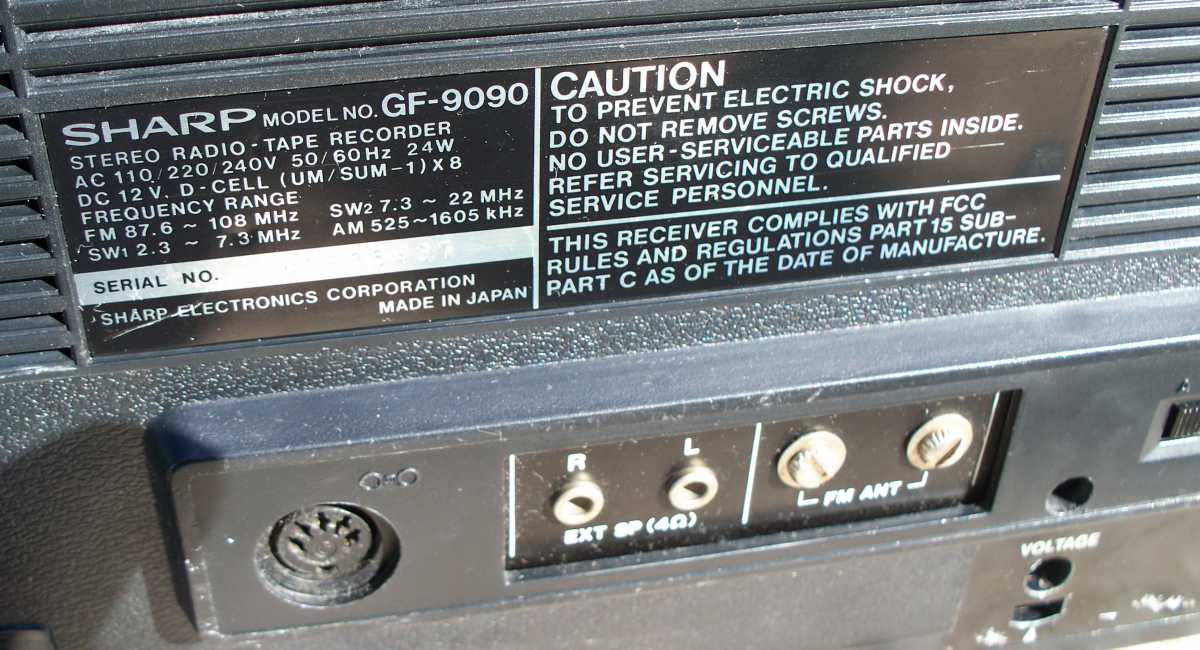 SHARP MODEL NO. GF-9090
STEREO RADIO-TAPE RECORDER
AC 110/220/240V 50/60Hz 24W
DC 12V. D-CELL (UM/SUM-1) X 8
FREQUENCY RANGE
FM 87.6 ~ 108 MHz SW2 7.3 ~ 22 MHz
SW1 2.3 ~ 7.3 MHz AM 525~1605 kHz
SERIAL NO.
SHARP ELECTRONICS CORPORATION
MADE IN JAPAN
CAUTION
TO PREVENT ELECTRIC SHOCK,
DO NOT REMOVE SCREWS.
NO USER-SERVICEABLE PARTS INSIDE.
REFER SERVICING TO QUALIFIED
SERVICE PERSONNEL.
THIS RECEIVER COMPLIES WITH FCC
RULES AND REGULATIONS PART 15 SUB-
PART C AS OF THE DATE OF MANUFACTURE.
R L
EXT SP (4Ω)
FM ANT
A
VOLTAGE